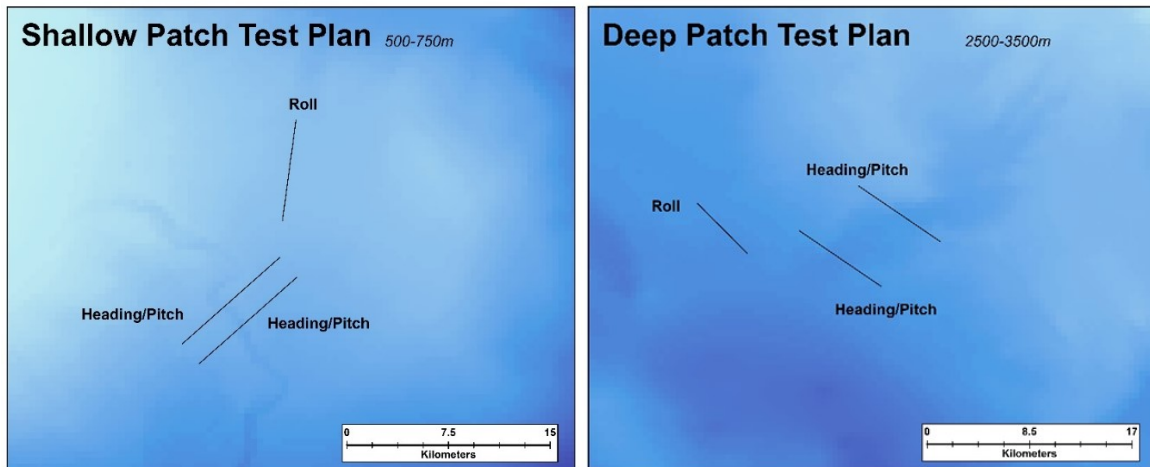 Shallow Patch Test Plan 500-750m
Roll
Heading/Pitch
Heading/Pitch
0 7.5 15
Kilometers
Deep Patch Test Plan 2500-3500m
Heading/Pitch
Roll
Heading/Pitch
0 8.5 17
Kilometers